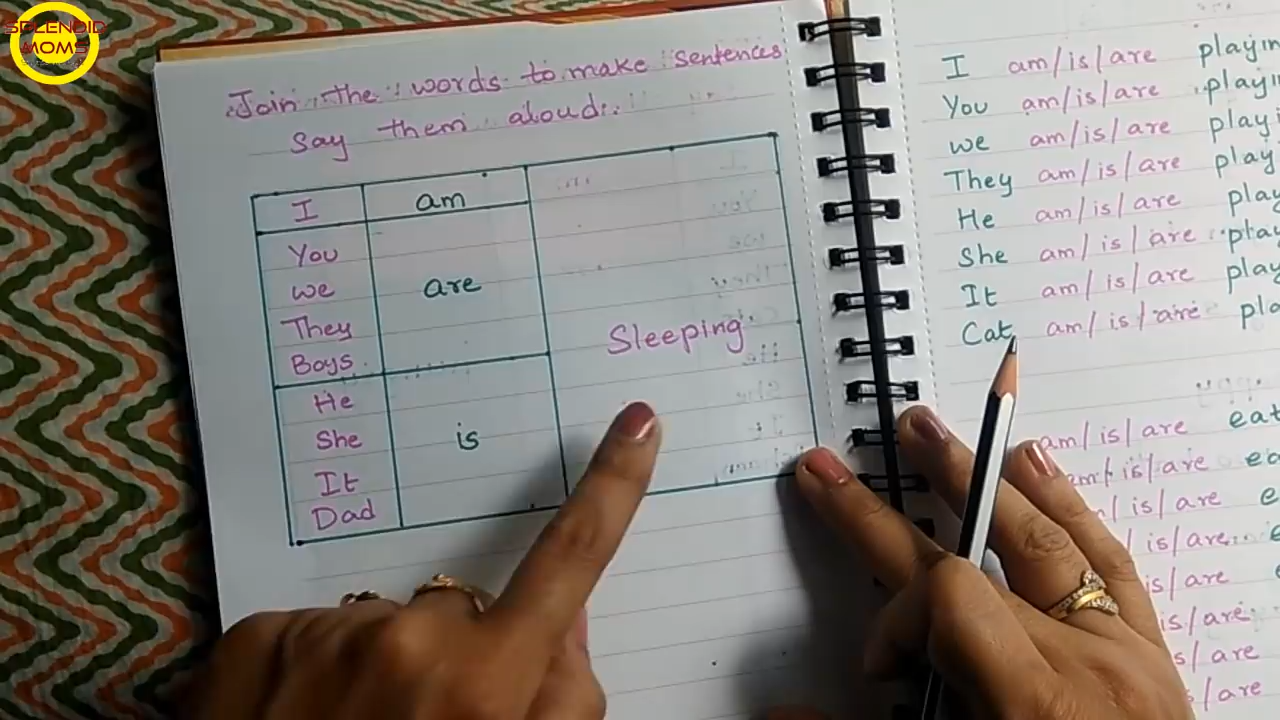 SPLENDID
MOMS
Join the words to make sentences
Say them aloud.
I am
You
we
They
Boys
are
He
She
It
Dad
is
Sleeping
I am/is/are
You am/is/are
we am/is/are
They am/is/are
He am/is/are
She am/is/are
It am/is/are
Cat am/is/are
am/is/are
am/is/are
is/are
is/are
is/are
is/are
/are
/are